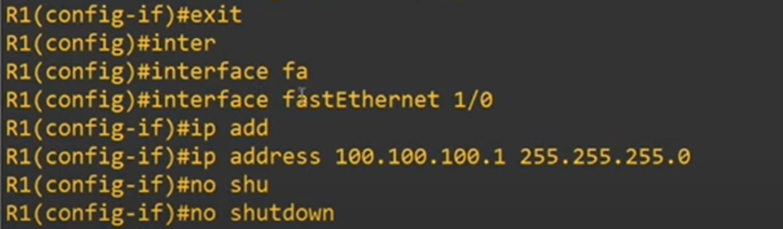 R1(config-if)#exit
R1(config)#inter
R1(config)#interface fa
R1(config)#interface fastEthernet 1/0
R1(config-if)#ip add
R1(config-if)#ip address 100.100.100.1 255.255.255.0
R1(config-if)#no shu
R1(config-if)#no shutdown